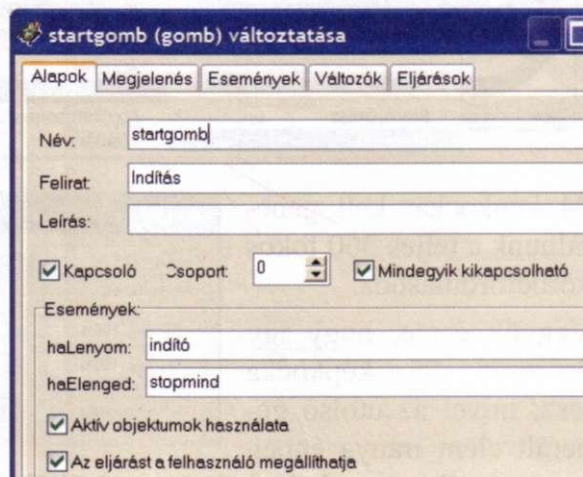 startgomb (gomb) változtatása
Alapok Megjelenés Események Változók Eljárások
Név: startgomb
Felirat: Indítás
Leírás:
Kapcsoló Csoport: 0 Mindegyik kikapcsolható
Események:
haLenyom: indító
haElenged: stopmind
Aktív objektumok használata
Az eljárást a felhasználó megállíthatja